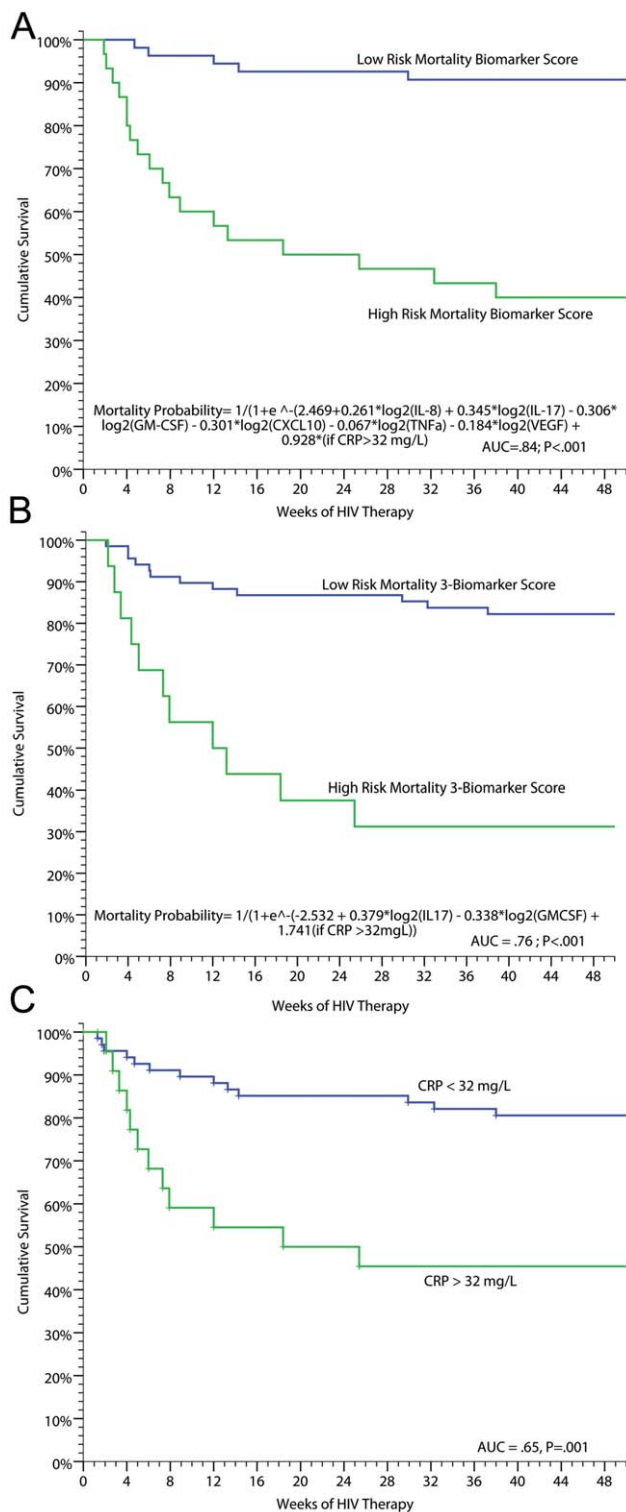 A
100%
90%
80%
70%
60%
50%
40%
30%
20%
10%
0%
Cumulative Survival
Low Risk Mortality Biomarker Score
High Risk Mortality Biomarker Score
Mortality Probability= 1/(1+e ^-(2.469+0.261*log2(IL-8) + 0.345*log2(IL-17) - 0.306*
log2(GM-CSF) - 0.301*log2(CXCL10) - 0.067*log2(TNFa) - 0.184*log2(VEGF) +
0.928*(if CRP>32 mg/L)
AUC=.84; P<.001
0 4 8 12 16 20 24 28 32 36 40 44 48
Weeks of HIV Therapy
B
100%
90%
80%
70%
60%
50%
40%
30%
20%
10%
0%
Cumulative Survival
Low Risk Mortality 3-Biomarker Score
High Risk Mortality 3-Biomarker Score
Mortality Probability= 1/(1+e^-(-2.532 + 0.379*log2(IL17) - 0.338*log2(GMCSF) +
1.741(if CRP >32mgL))
AUC = .76 ; P<.001
0 4 8 12 16 20 24 28 32 36 40 44 48
Weeks of HIV Therapy
C
100%
90%
80%
70%
60%
50%
40%
30%
20%
10%
0%
Cumulative Survival
CRP < 32 mg/L
CRP > 32 mg/L
AUC = .65, P=.001
0 4 8 12 16 20 24 28 32 36 40 44 48
Weeks of HIV Therapy